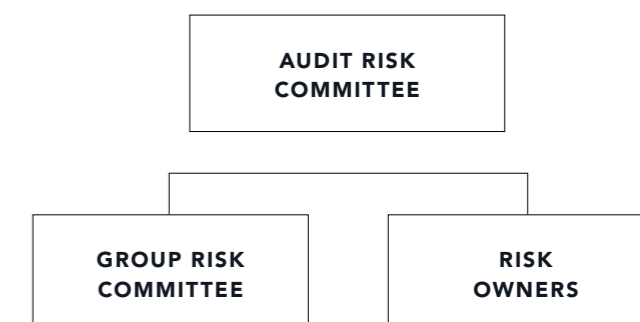 AUDIT RISK
COMMITTEE
GROUP RISK
COMMITTEE
RISK
OWNERS